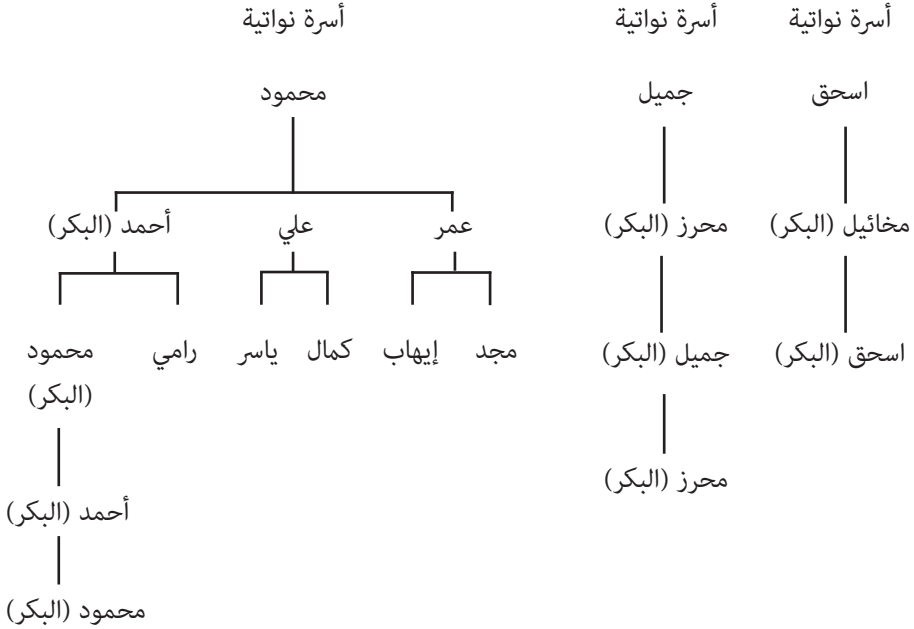 أسرة نواتية
أسرة نواتية
أسرة نواتية
اسحق
جميل
محمود
مخائيل (البكر)
محرز (البكر)
عمر
علي
أحمد (البكر)
اسحق (البكر)
جميل (البكر)
مجد
إيهاب
كمال
ياسر
رامي
محمود
(البكر)
محرز (البكر)
أحمد (البكر)
محمود (البكر)